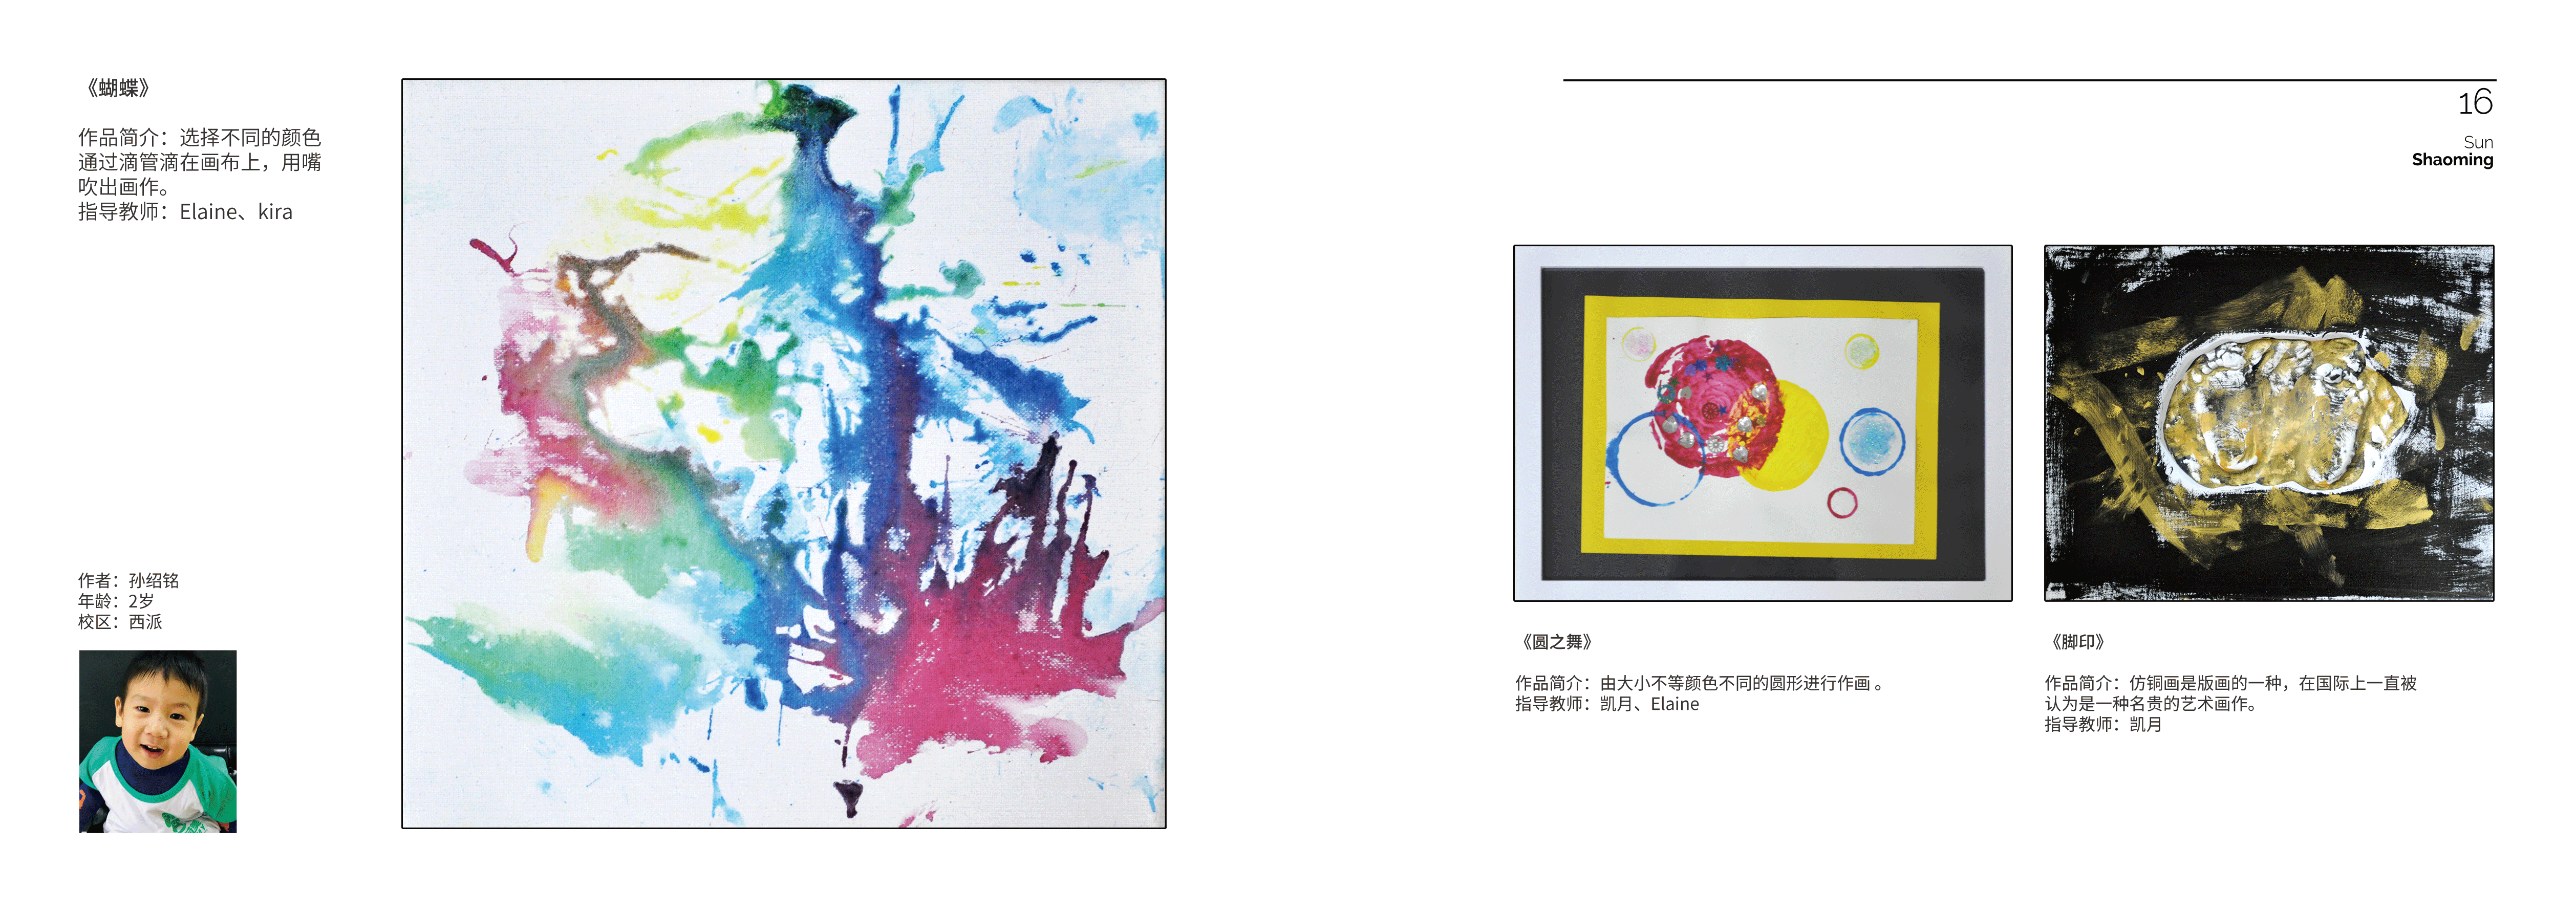 《蝴蝶》
作品简介：选择不同的颜色
通过滴管滴在画布上，用嘴
吹出画作。
指导教师：Elaine、kira
作者：孙绍铭
年龄：2岁
校区：西派
16
Sun
Shaoming
《圆之舞》
作品简介：由大小不等颜色不同的圆形进行作画。
指导教师：凯月、Elaine
《脚印》
作品简介：仿铜画是版画的一种，在国际上一直被
认为是一种名贵的艺术画作。
指导教师：凯月